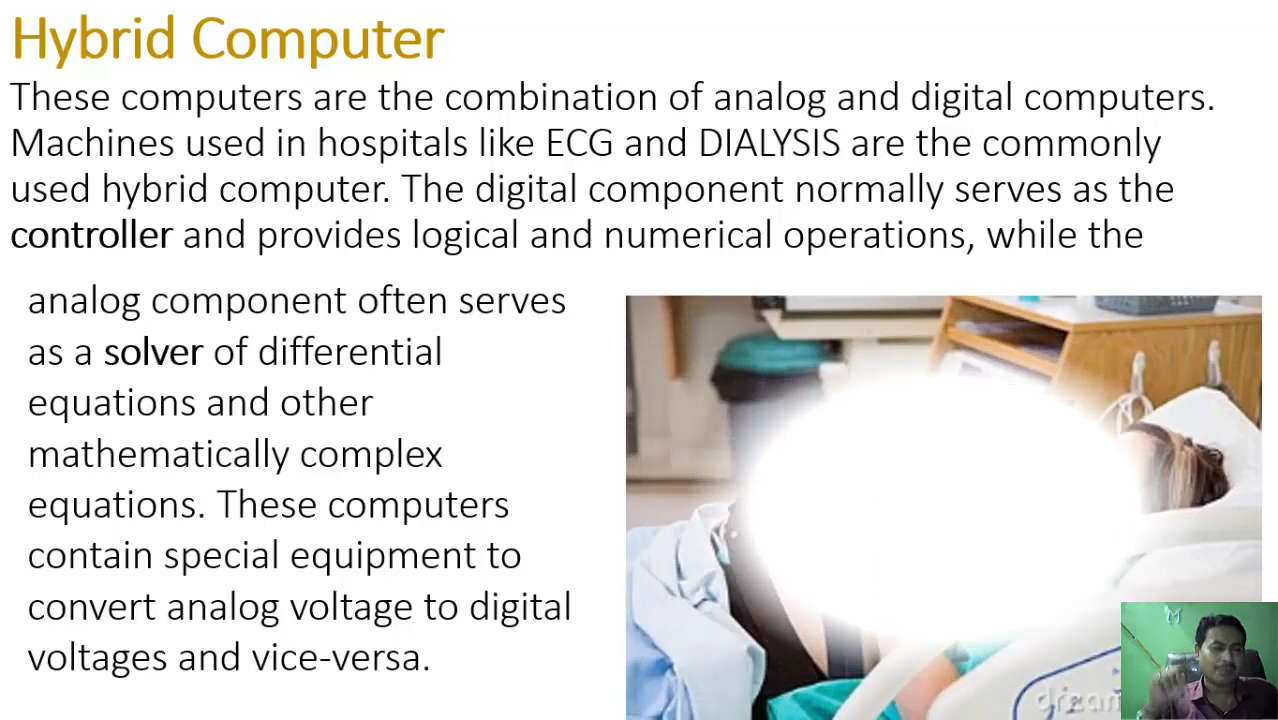 Hybrid Computer
These computers are the combination of analog and digital computers.
Machines used in hospitals like ECG and DIALYSIS are the commonly
used hybrid computer. The digital component normally serves as the
controller and provides logical and numerical operations, while the
analog component often serves
as a solver of differential
equations and other
mathematically complex
equations. These computers
contain special equipment to
convert analog voltage to digital
voltages and vice-versa.